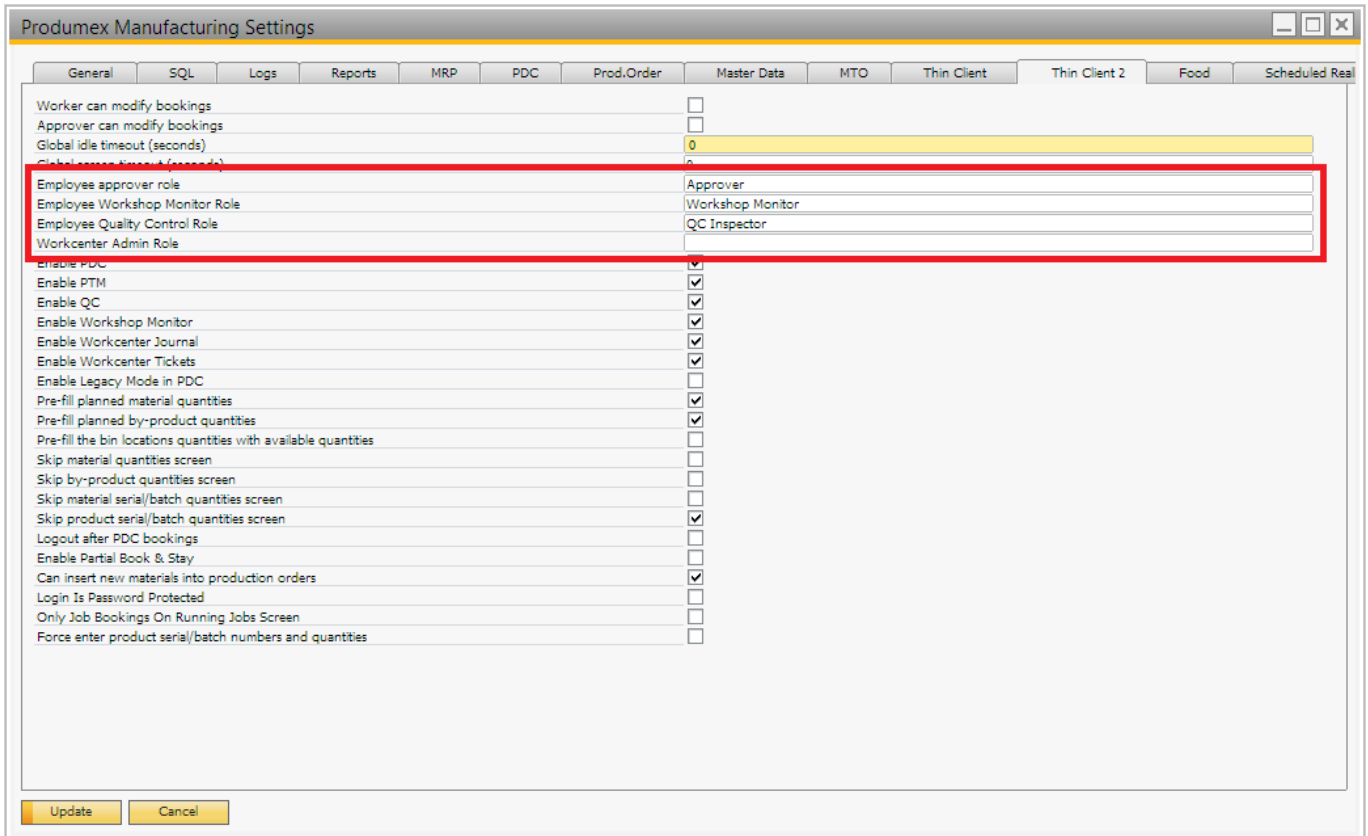 Produmex Manufacturing Settings
General SQL Logs Reports MRP PDC Prod.Order Master Data MTO Thin Client Thin Client 2 Food Scheduled Real
Worker can modify bookings
Approver can modify bookings
Global idle timeout (seconds) 0
Global screen timeout (seconds) 0
Employee approver role Approver
Employee Workshop Monitor Role Workshop Monitor
Employee Quality Control Role QC Inspector
Workcenter Admin Role
Enable PDC
Enable PTM
Enable QC
Enable Workshop Monitor
Enable Workcenter Journal
Enable Workcenter Tickets
Enable Legacy Mode in PDC
Pre-fill planned material quantities
Pre-fill planned by-product quantities
Pre-fill the bin locations quantities with available quantities
Skip material quantities screen
Skip by-product quantities screen
Skip material serial/batch quantities screen
Skip product serial/batch quantities screen
Logout after PDC bookings
Enable Partial Book & Stay
Can insert new materials into production orders
Login Is Password Protected
Only Job Bookings On Running Jobs Screen
Force enter product serial/batch numbers and quantities
Update Cancel